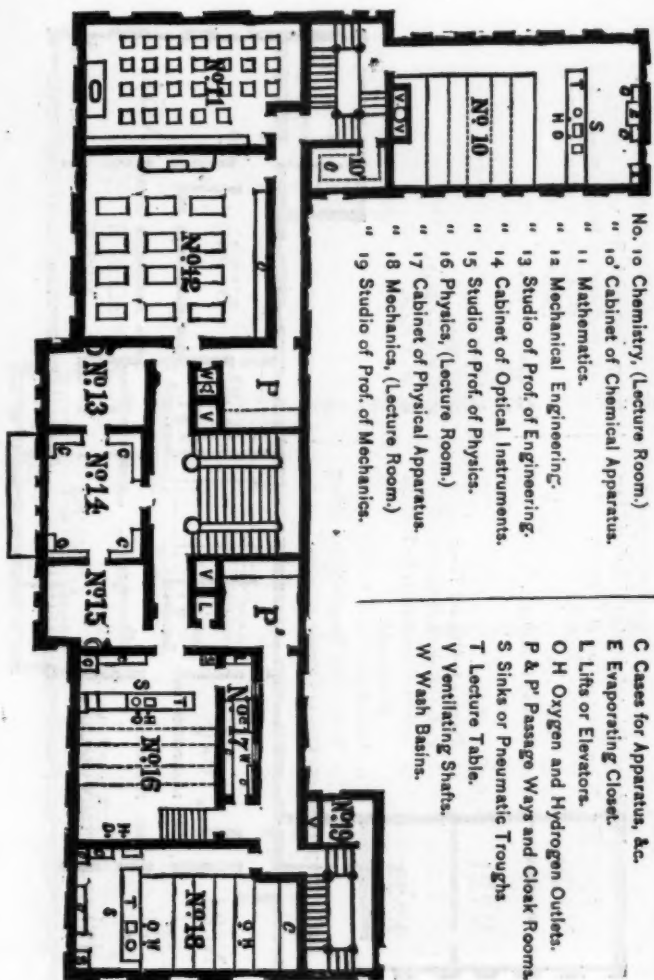 No. 10 Chemistry, (Lecture Room.)
" 10' Cabinet of Chemical Apparatus.
" 11 Mathematics.
" 12 Mechanical Engineering.
" 13 Studio of Prof. of Engineering.
" 14 Cabinet of Optical Instruments.
" 15 Studio of Prof. of Physics.
" 16 Physics, (Lecture Room.)
" 17 Cabinet of Physical Apparatus.
" 18 Mechanics, (Lecture Room.)
" 19 Studio of Prof. of Mechanics.
C Cases for Apparatus, &c.
E Evaporating Closet.
L Lifts or Elevators.
O H Oxygen and Hydrogen Outlets.
P & P' Passage Ways and Cloak Rooms.
S Sinks or Pneumatic Troughs
T Lecture Table.
V Ventilating Shafts.
W Wash Basins.
No. 10
S
T
H O
V V
10'
C
No. 11
No. 12
No. 13
No. 14
C
C
C
No. 15
W
V
P
V
L
P'
No. 16
S
T
No. 17
W
C
No. 18
T
S
O H
O H
C
No. 19
V